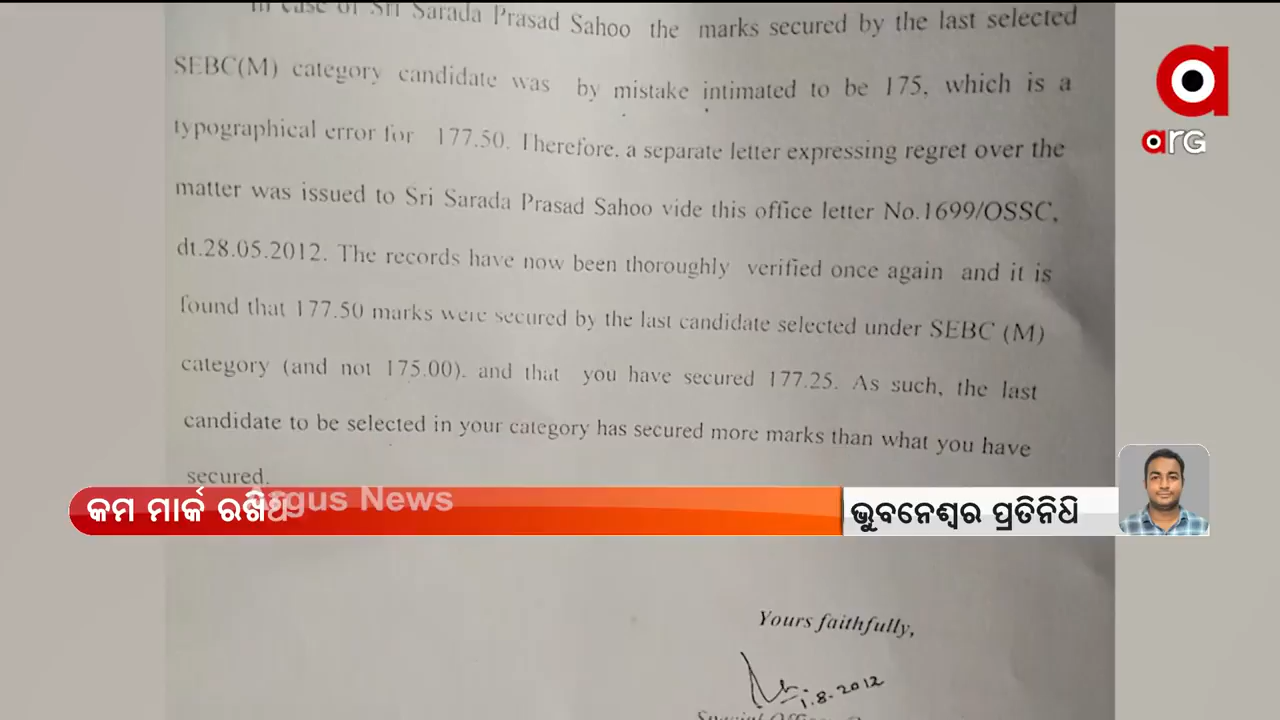 In case of Sri Sarada Prasad Sahoo the marks secured by the last selected
SEBC(M) category candidate was by mistake intimated to be 175, which is a
typographical error for 177.50. Therefore, a separate letter expressing regret over the
matter was issued to Sri Sarada Prasad Sahoo vide this office letter No.1699/OSSC,
dt.28.05.2012. The records have now been thoroughly verified once again and it is
found that 177.50 marks were secured by the last candidate selected under SEBC (M)
category (and not 175.00), and that you have secured 177.25. As such, the last
candidate to be selected in your category has secured more marks than what you have
secured.
Yours faithfully,
1.8.2012
Special
arG
Argus News
କମ ମାର୍କ
ଭୁବନେଶ୍ୱର ପ୍ରତିନିଧି